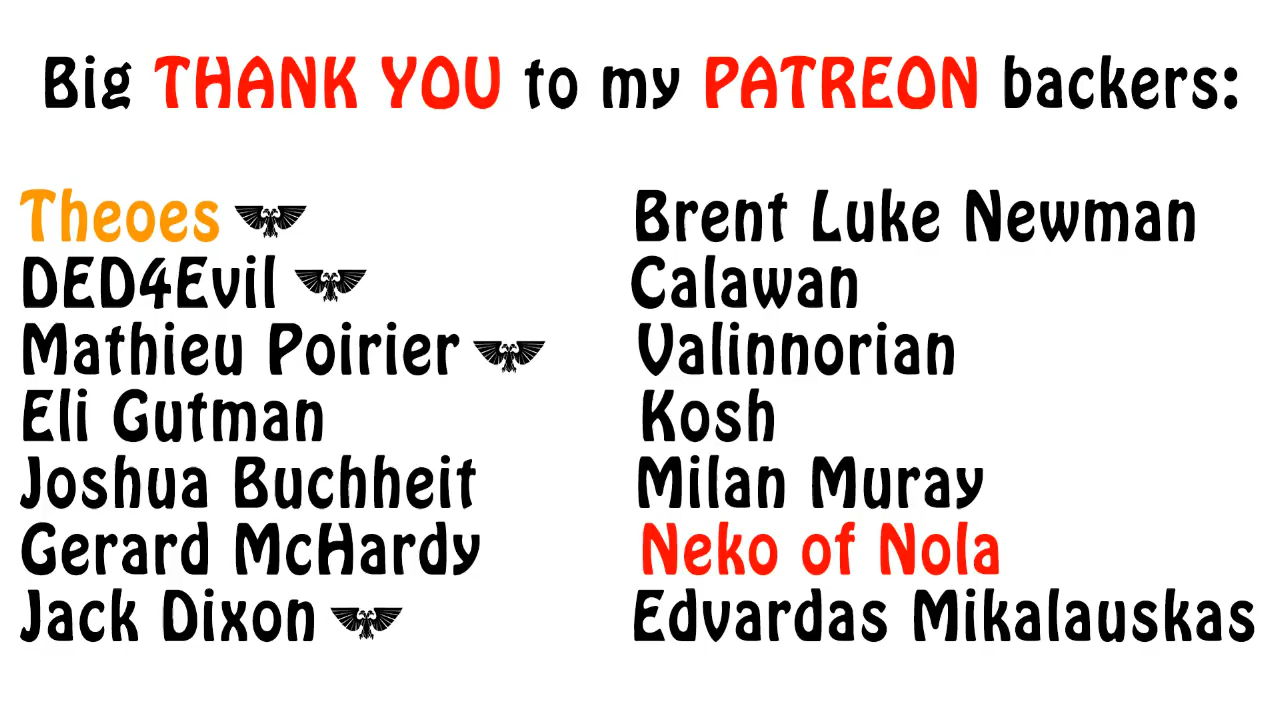 Big THANK YOU to my PATREON backers:
Theoes
DED4Evil
Mathieu Poirier
Eli Gutman
Joshua Buchheit
Gerard McHardy
Jack Dixon
Brent Luke Newman
Calawan
Valinnorian
Kosh
Milan Muray
Neko of Nola
Edvardas Mikalauskas